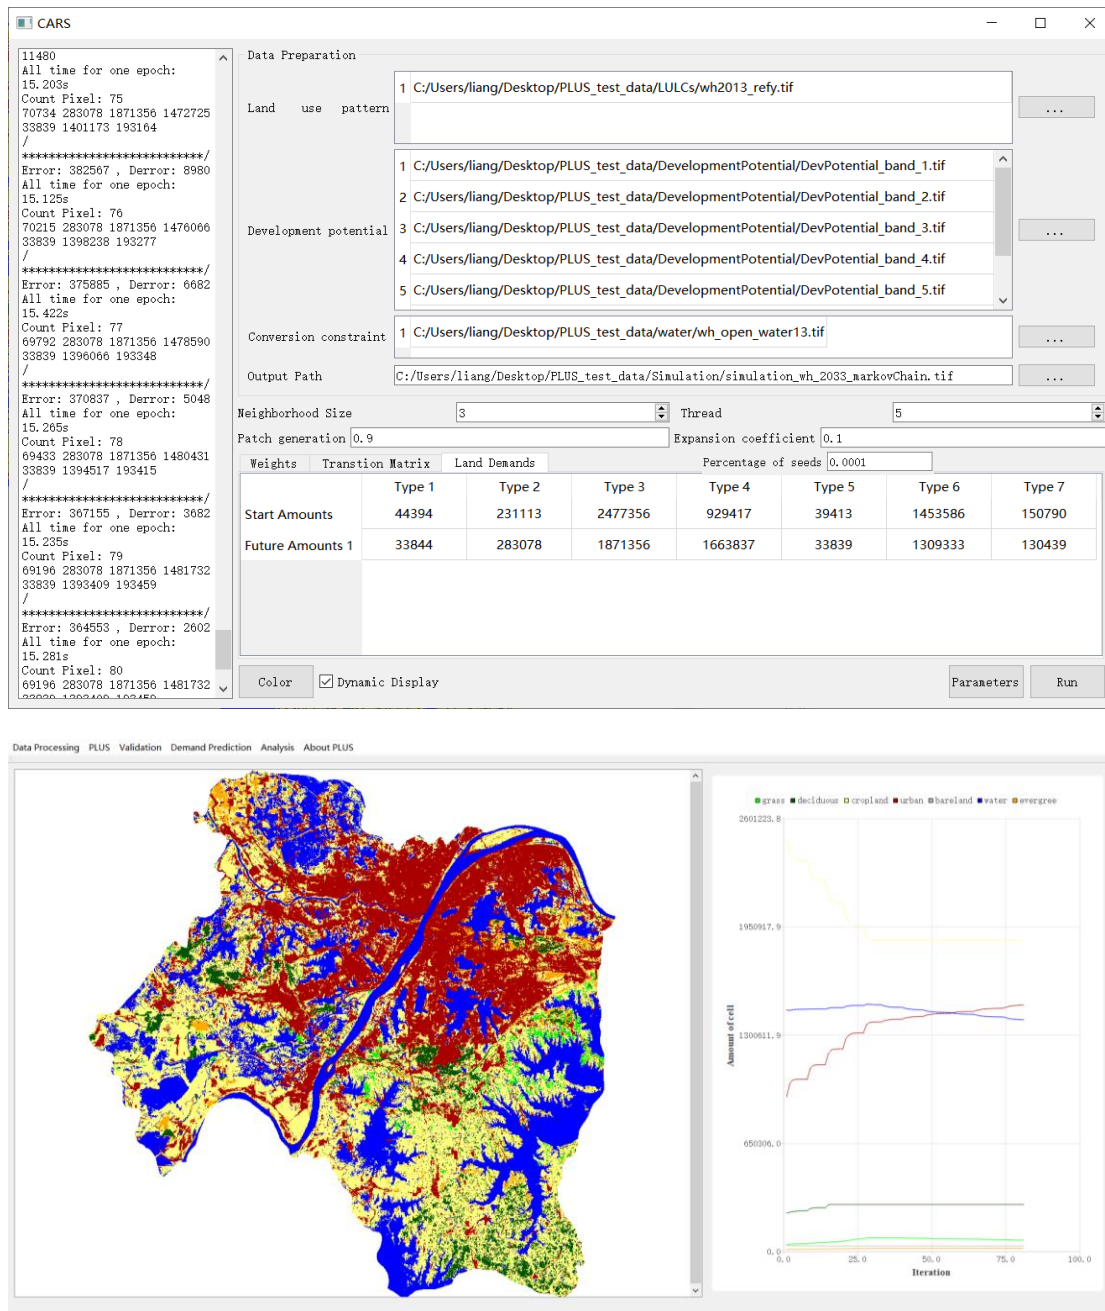 CARS
11480
All time for one epoch:
15.203s
Count Pixel: 75
70734 283078 1871356 1472725
33839 1401173 193164
/
***************************/
Error: 382567 , Derror: 8980
All time for one epoch:
15.125s
Count Pixel: 76
70215 283078 1871356 1476066
33839 1398238 193277
/
***************************/
Error: 375885 , Derror: 6682
All time for one epoch:
15.422s
Count Pixel: 77
69792 283078 1871356 1478590
33839 1396066 193348
/
***************************/
Error: 370837 , Derror: 5048
All time for one epoch:
15.265s
Count Pixel: 78
69433 283078 1871356 1480431
33839 1394517 193415
/
***************************/
Error: 367155 , Derror: 3682
All time for one epoch:
15.235s
Count Pixel: 79
69196 283078 1871356 1481732
33839 1393409 193459
/
***************************/
Error: 364553 , Derror: 2602
All time for one epoch:
15.281s
Count Pixel: 80
69196 283078 1871356 1481732
33839 1393409 193459
Data Preparation
Land use pattern
1 C:/Users/liang/Desktop/PLUS_test_data/LULCs/wh2013_refy.tif
...
Development potential
1 C:/Users/liang/Desktop/PLUS_test_data/DevelopmentPotential/DevPotential_band_1.tif
2 C:/Users/liang/Desktop/PLUS_test_data/DevelopmentPotential/DevPotential_band_2.tif
3 C:/Users/liang/Desktop/PLUS_test_data/DevelopmentPotential/DevPotential_band_3.tif
4 C:/Users/liang/Desktop/PLUS_test_data/DevelopmentPotential/DevPotential_band_4.tif
5 C:/Users/liang/Desktop/PLUS_test_data/DevelopmentPotential/DevPotential_band_5.tif
...
Conversion constraint
1 C:/Users/liang/Desktop/PLUS_test_data/water/wh_open_water13.tif
...
Output Path C:/Users/liang/Desktop/PLUS_test_data/Simulation/simulation_wh_2033_markovChain.tif ...
Neighborhood Size 3 Thread 5
Patch generation 0.9 Expansion coefficient 0.1
Weights Transtion Matrix Land Demands Percentage of seeds 0.0001
Type 1 Type 2 Type 3 Type 4 Type 5 Type 6 Type 7
Start Amounts 44394 231113 2477356 929417 39413 1453586 150790
Future Amounts 1 33844 283078 1871356 1663837 33839 1309333 130439
Color Dynamic Display Parameters Run
Data Processing PLUS Validation Demand Prediction Analysis About PLUS
grass deciduous cropland urban bareland water evergree
2601223.8
1950917.9
1300611.9
650306.0
0.0
Amount of cell
0.0 25.0 50.0 75.0 100.0
Iteration